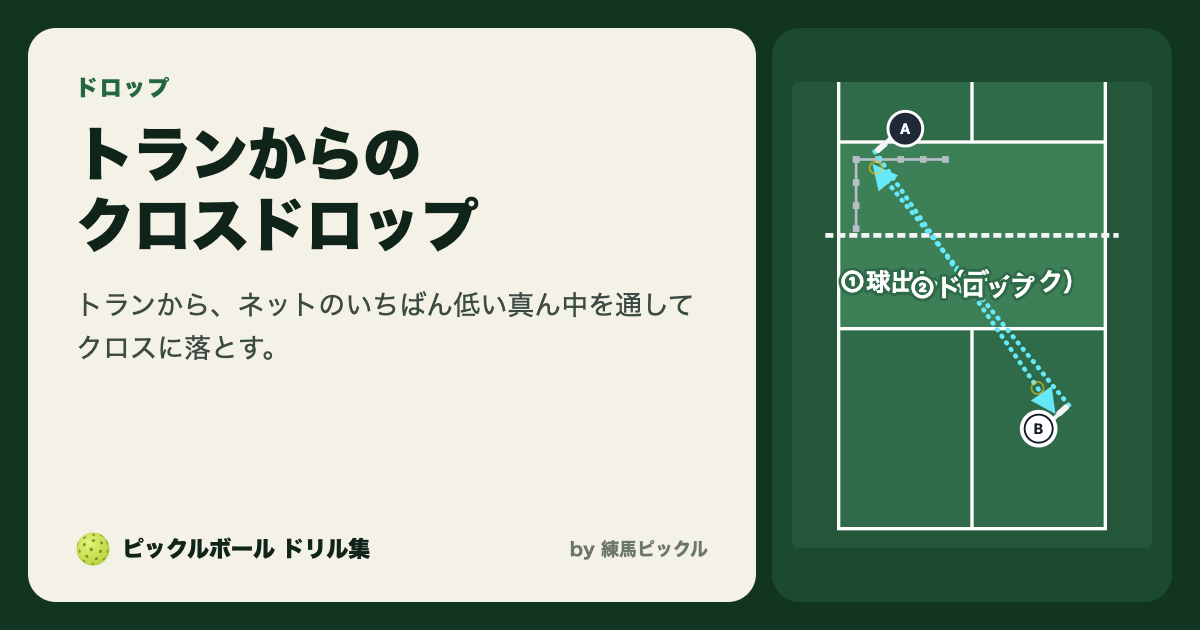 ドロップ
トランからの
クロスドロップ
トランから、ネットのいちばん低い真ん中を通して
クロスに落とす。
ピックルボール ドリル集
by 練馬ピックル
A
①球出
②ドロップ
ク）
B